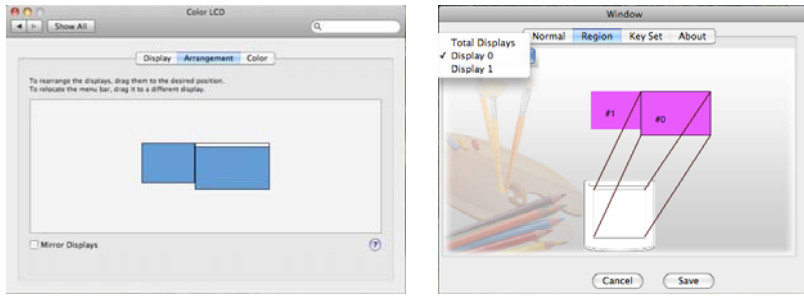 Color LCD
Show All
Display Arrangement Color
To rearrange the displays, drag them to the desired position.
To relocate the menu bar, drag it to a different display.
Mirror Displays
?
Window
Normal Region Key Set About
Total Displays
✓ Display 0
Display 1
#1 #0
Cancel Save